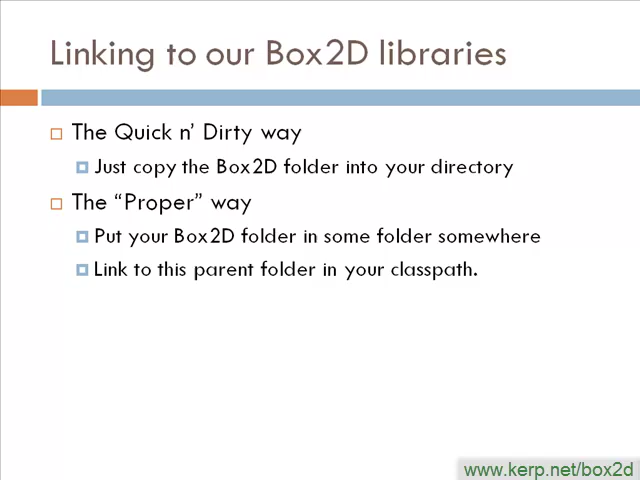 Linking to our Box2D libraries
The Quick n’ Dirty way
Just copy the Box2D folder into your directory
The “Proper” way
Put your Box2D folder in some folder somewhere
Link to this parent folder in your classpath.
www.kerp.net/box2d